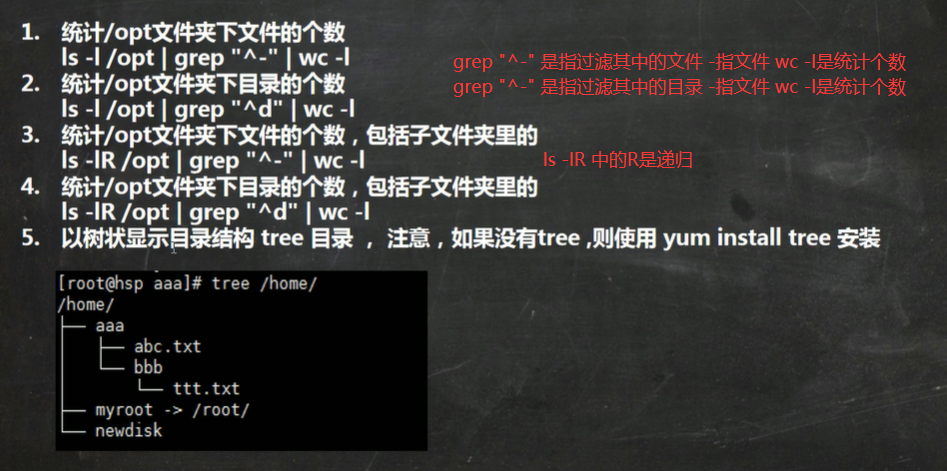 1. 统计/opt文件夹下文件的个数
ls -l /opt | grep "^-" | wc -l
grep "^-" 是指过滤其中的文件 -指文件 wc -l是统计个数
2. 统计/opt文件夹下目录的个数
grep "^-" 是指过滤其中的目录 -指文件 wc -l是统计个数
ls -l /opt | grep "^d" | wc -l
3. 统计/opt文件夹下文件的个数，包括子文件夹里的
ls -lR /opt | grep "^-" | wc -l
ls -lR 中的R是递归
4. 统计/opt文件夹下目录的个数，包括子文件夹里的
ls -lR /opt | grep "^d" | wc -l
5. 以树状显示目录结构 tree 目录 ， 注意，如果没有tree ,则使用 yum install tree 安装
[root@hsp aaa]# tree /home/
/home/
├── aaa
│   ├── abc.txt
│   └── bbb
│       └── ttt.txt
├── myroot -> /root/
└── newdisk